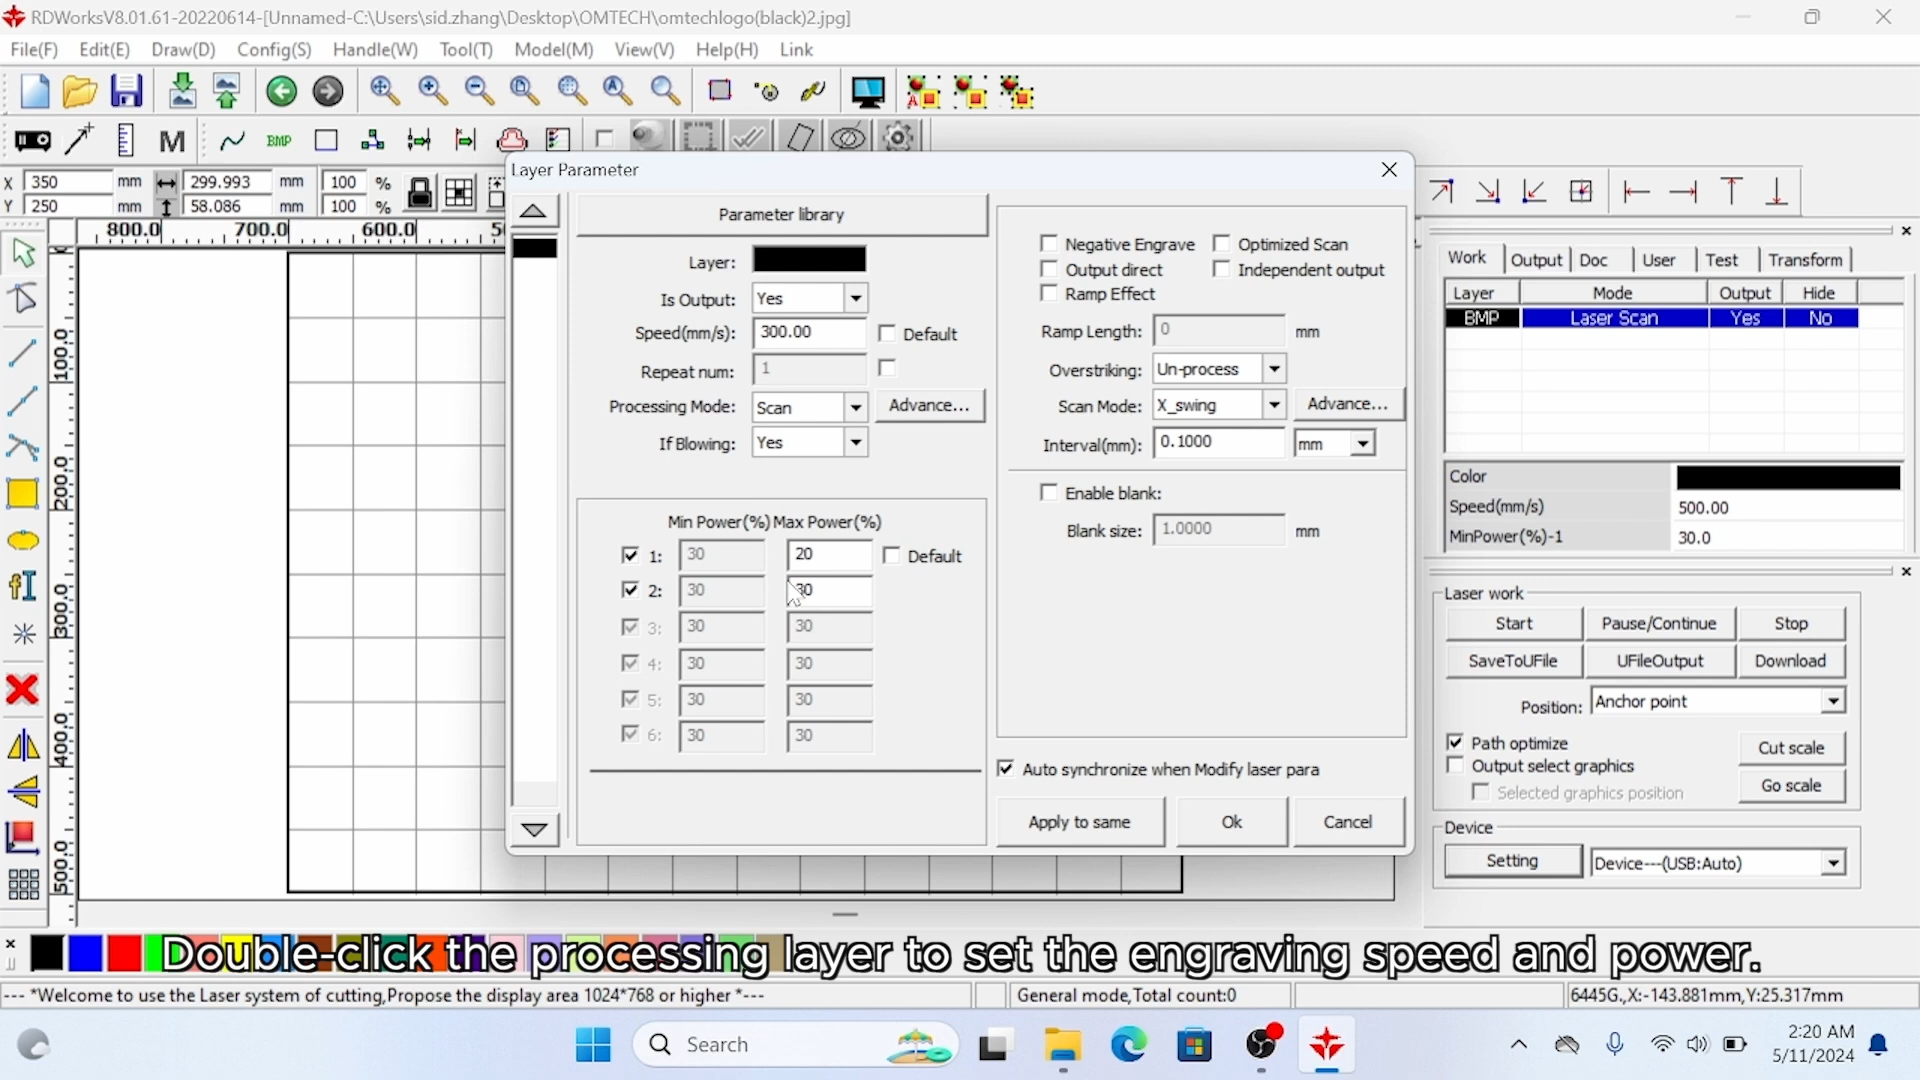 RDWorksV8.01.61-20220614-[Unnamed-C:\Users\sid.zhang\Desktop\OMTECH\omtechlogo(black)2.jpg]
File(F) Edit(E) Draw(D) Config(S) Handle(W) Tool(T) Model(M) View(V) Help(H) Link
M BMP
X 350 mm 299.993 mm 100 %
Y 250 mm 58.086 mm 100 %
800.0 700.0 600.0
100.0
200.0
300.0
400.0
500.0
Layer Parameter
Parameter library
Layer:
Is Output: Yes
Speed(mm/s): 300.00 Default
Repeat num: 1
Processing Mode: Scan Advance...
If Blowing: Yes
Min Power(%) Max Power(%)
1: 30 20 Default
2: 30 30
3: 30 30
4: 30 30
5: 30 30
6: 30 30
Negative Engrave Optimized Scan
Output direct Independent output
Ramp Effect
Ramp Length: 0 mm
Overstriking: Un-process
Scan Mode: X_swing Advance...
Interval(mm): 0.1000 mm
Enable blank:
Blank size: 1.0000 mm
Auto synchronize when Modify laser para
Apply to same Ok Cancel
Work Output Doc User Test Transform
Layer Mode Output Hide
BMP Laser Scan Yes No
Color
Speed(mm/s) 500.00
MinPower(%)-1 30.0
Laser work
Start Pause/Continue Stop
SaveToUFile UFileOutput Download
Position: Anchor point
Path optimize Cut scale
Output select graphics
Selected graphics position Go scale
Device
Setting Device---(USB:Auto)
Double-click the processing layer to set the engraving speed and power.
--- *Welcome to use the Laser system of cutting,Propose the display area 1024*768 or higher *---
General mode,Total count:0
6445G.,X:-143.881mm,Y:25.317mm
Search
2:20 AM
5/11/2024